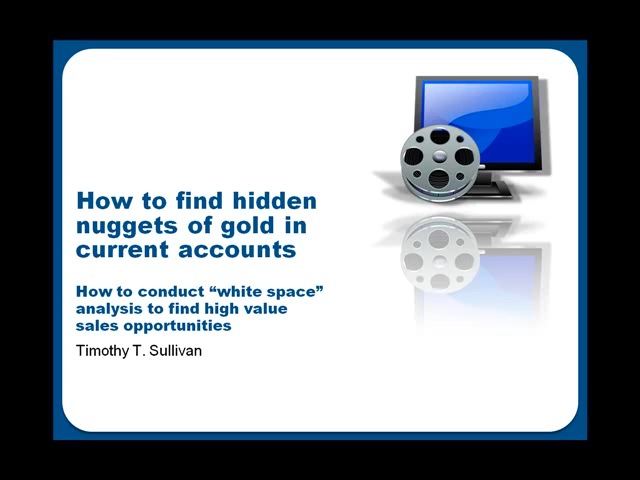 How to find hidden
nuggets of gold in
current accounts
How to conduct “white space”
analysis to find high value
sales opportunities
Timothy T. Sullivan